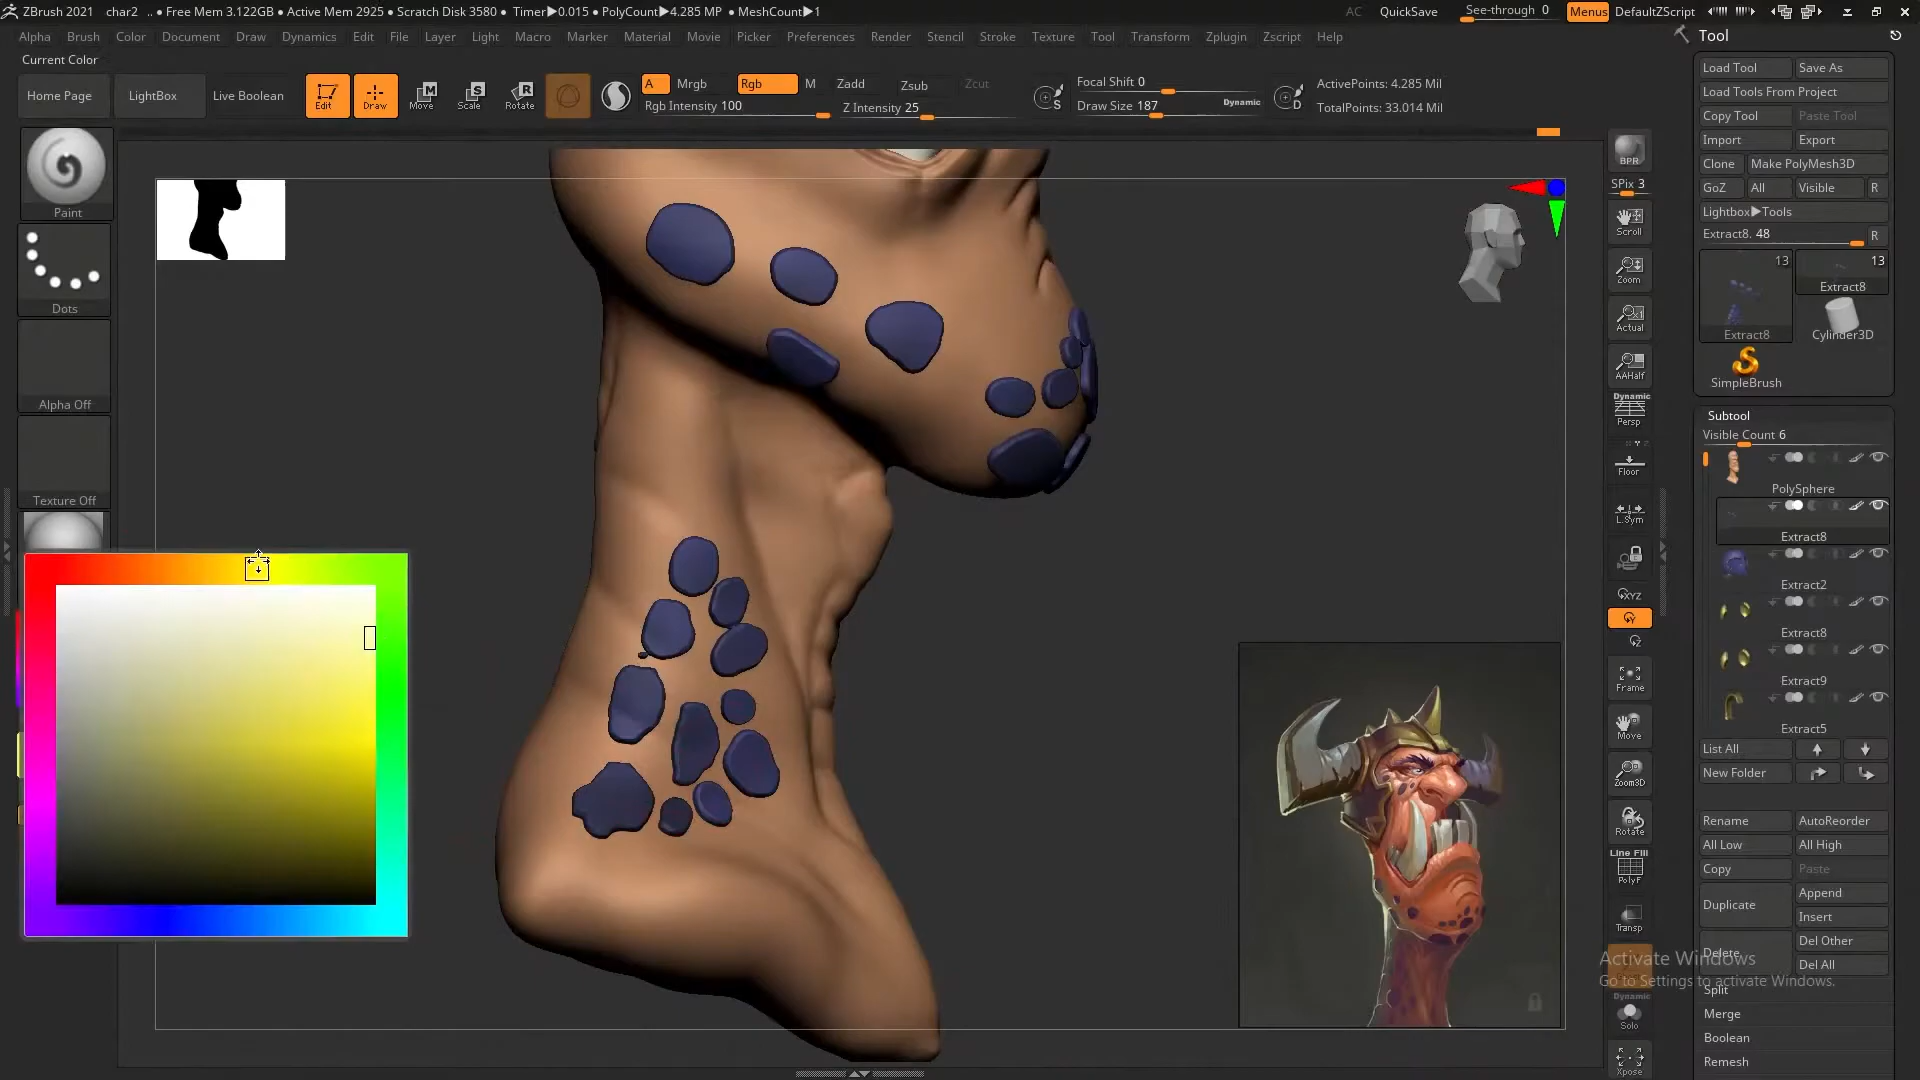 ZBrush 2021 char2 .. • Free Mem 3.122GB • Active Mem 2925 • Scratch Disk 3580 • Timer▶0.015 • PolyCount▶4.285 MP • MeshCount▶1
AC QuickSave See-through 0 Menus DefaultZScript
Alpha Brush Color Document Draw Dynamics Edit File Layer Light Macro Marker Material Movie Picker Preferences Render Stencil Stroke Texture Tool Transform Zplugin Zscript Help
Current Color
Home Page LightBox Live Boolean Edit Draw Move Scale Rotate
A Mrgb Rgb M Zadd Zsub Zcut
Rgb Intensity 100 Z Intensity 25
S Focal Shift 0
Draw Size 187 Dynamic D
ActivePoints: 4.285 Mil
TotalPoints: 33.014 Mil
Paint
Dots
Alpha Off
Texture Off
BPR
SPix 3
Scroll
Zoom
Actual
AAHalf
Dynamic
Persp
Floor
L.Sym
XYZ
Y
Z
Frame
Move
Zoom3D
Rotate
Line Fill
PolyF
Transp
Dynamic
Solo
Xpose
Tool
Load Tool Save As
Load Tools From Project
Copy Tool Paste Tool
Import Export
Clone Make PolyMesh3D
GoZ All Visible R
Lightbox▶Tools
Extract8. 48 R
13 13
Extract8
Extract8 Cylinder3D
SimpleBrush
Subtool
Visible Count 6
PolySphere
Extract8
Extract2
Extract8
Extract9
Extract5
List All
New Folder
Rename AutoReorder
All Low All High
Copy Paste
Duplicate Append
Insert
Delete Del Other
Del All
Split
Merge
Boolean
Remesh
Activate Windows
Go to Settings to activate Windows.